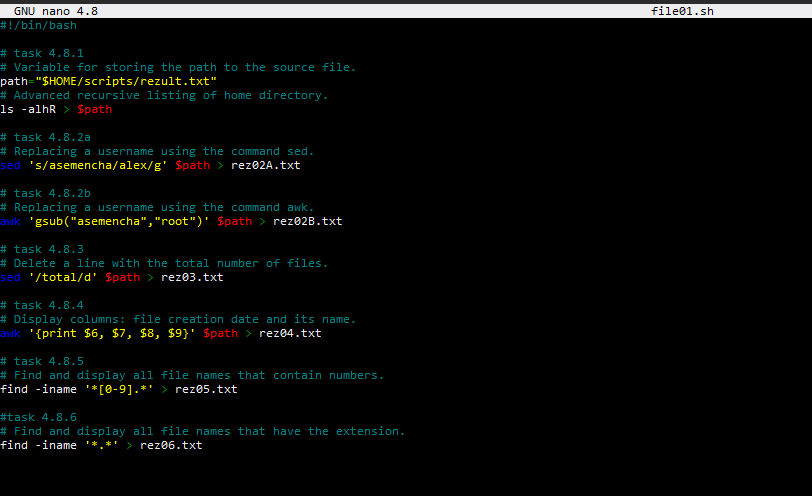 GNU nano 4.8 file01.sh
#!/bin/bash
# task 4.8.1
# Variable for storing the path to the source file.
path="$HOME/scripts/rezult.txt"
# Advanced recursive listing of home directory.
ls -alhR > $path
# task 4.8.2a
# Replacing a username using the command sed.
sed 's/asemencha/alex/g' $path > rez02A.txt
# task 4.8.2b
# Replacing a username using the command awk.
awk 'gsub("asemencha","root")' $path > rez02B.txt
# task 4.8.3
# Delete a line with the total number of files.
sed '/total/d' $path > rez03.txt
# task 4.8.4
# Display columns: file creation date and its name.
awk '{print $6, $7, $8, $9}' $path > rez04.txt
# task 4.8.5
# Find and display all file names that contain numbers.
find -iname '*[0-9].*' > rez05.txt
#task 4.8.6
# Find and display all file names that have the extension.
find -iname '*.*' > rez06.txt